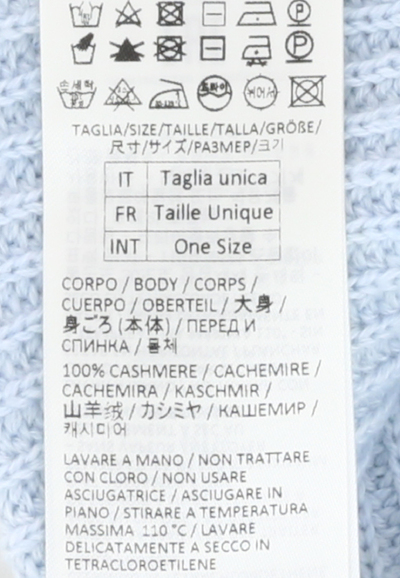 TAGLIA/SIZE/TAILLE/TALLA/GRÖßE/
尺寸/サイズ/РАЗМЕР/크기
IT Taglia unica
FR Taille Unique
INT One Size
CORPO / BODY / CORPS /
CUERPO / OBERTEIL / 大身 /
身ごろ (本体) / ПЕРЕД И
СПИНКА / 몸체
100% CASHMERE / CACHEMIRE /
CACHEMIRA / KASCHMIR /
山羊绒 / カシミヤ / КАШЕМИР /
캐시미어
LAVARE A MANO / NON TRATTARE
CON CLORO / NON USARE
ASCIUGATRICE / ASCIUGARE IN
PIANO / STIRARE A TEMPERATURA
MASSIMA 110 °C / LAVARE
DELICATAMENTE A SECCO IN
TETRACLOROETILENE